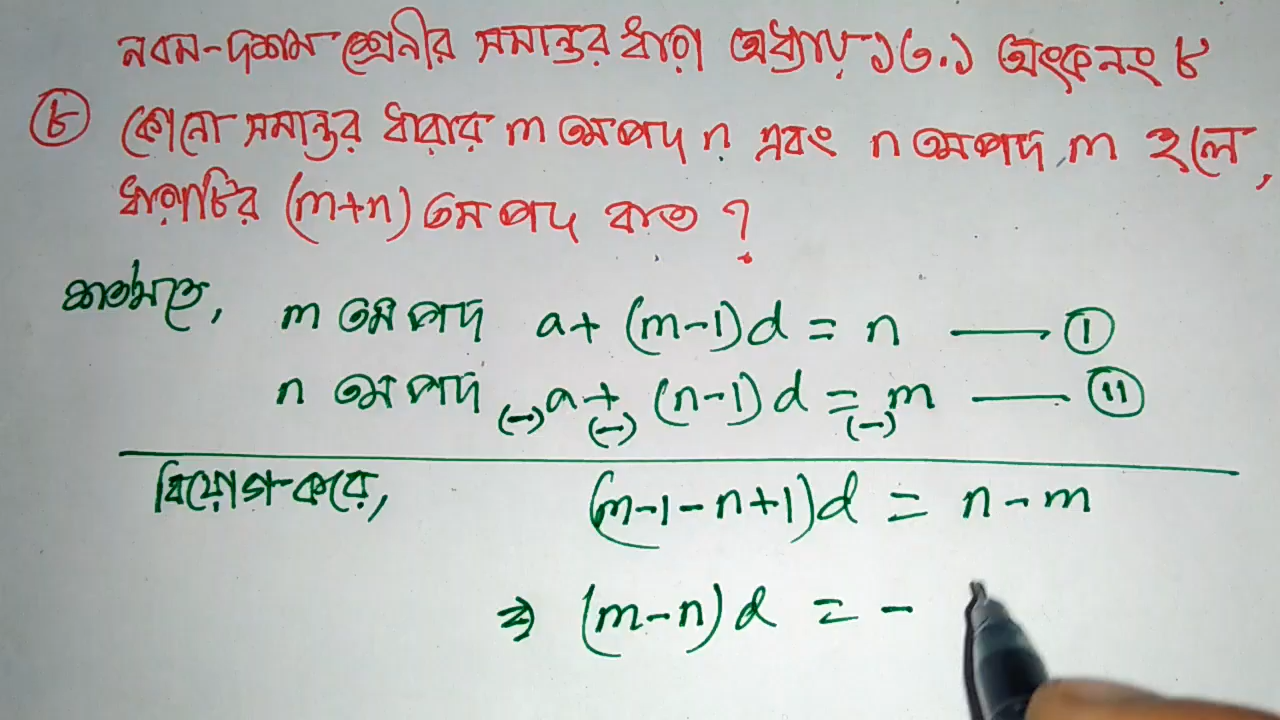 নবম-দশম শ্রেনীর সমান্তর ধারা অধ্যায় ১৩.১ অংক নং ৮
৮ কোনো সমান্তর ধারার m তম পদ n এবং n তম পদ m হলে,
ধারাটির (m+n) তম পদ কত ?
শর্তমতে, m তম পদ a + (m-1)d = n —— I
n তম পদ (-) a + (-) (n-1)d = (-) m —— II
বিয়োগ করে, (m-1-n+1)d = n - m
⇒ (m-n)d = -